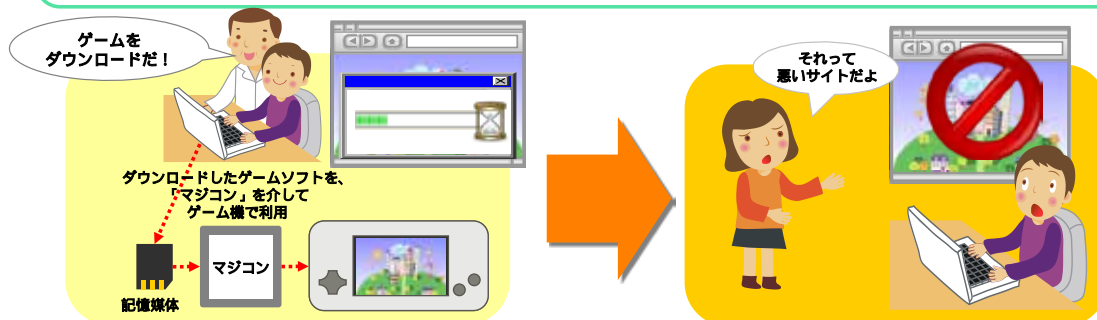 ゲームを
ダウンロードだ！
ダウンロードしたゲームソフトを、
「マジコン」を介して
ゲーム機で利用
マジコン
記憶媒体
それって
悪いサイトだよ